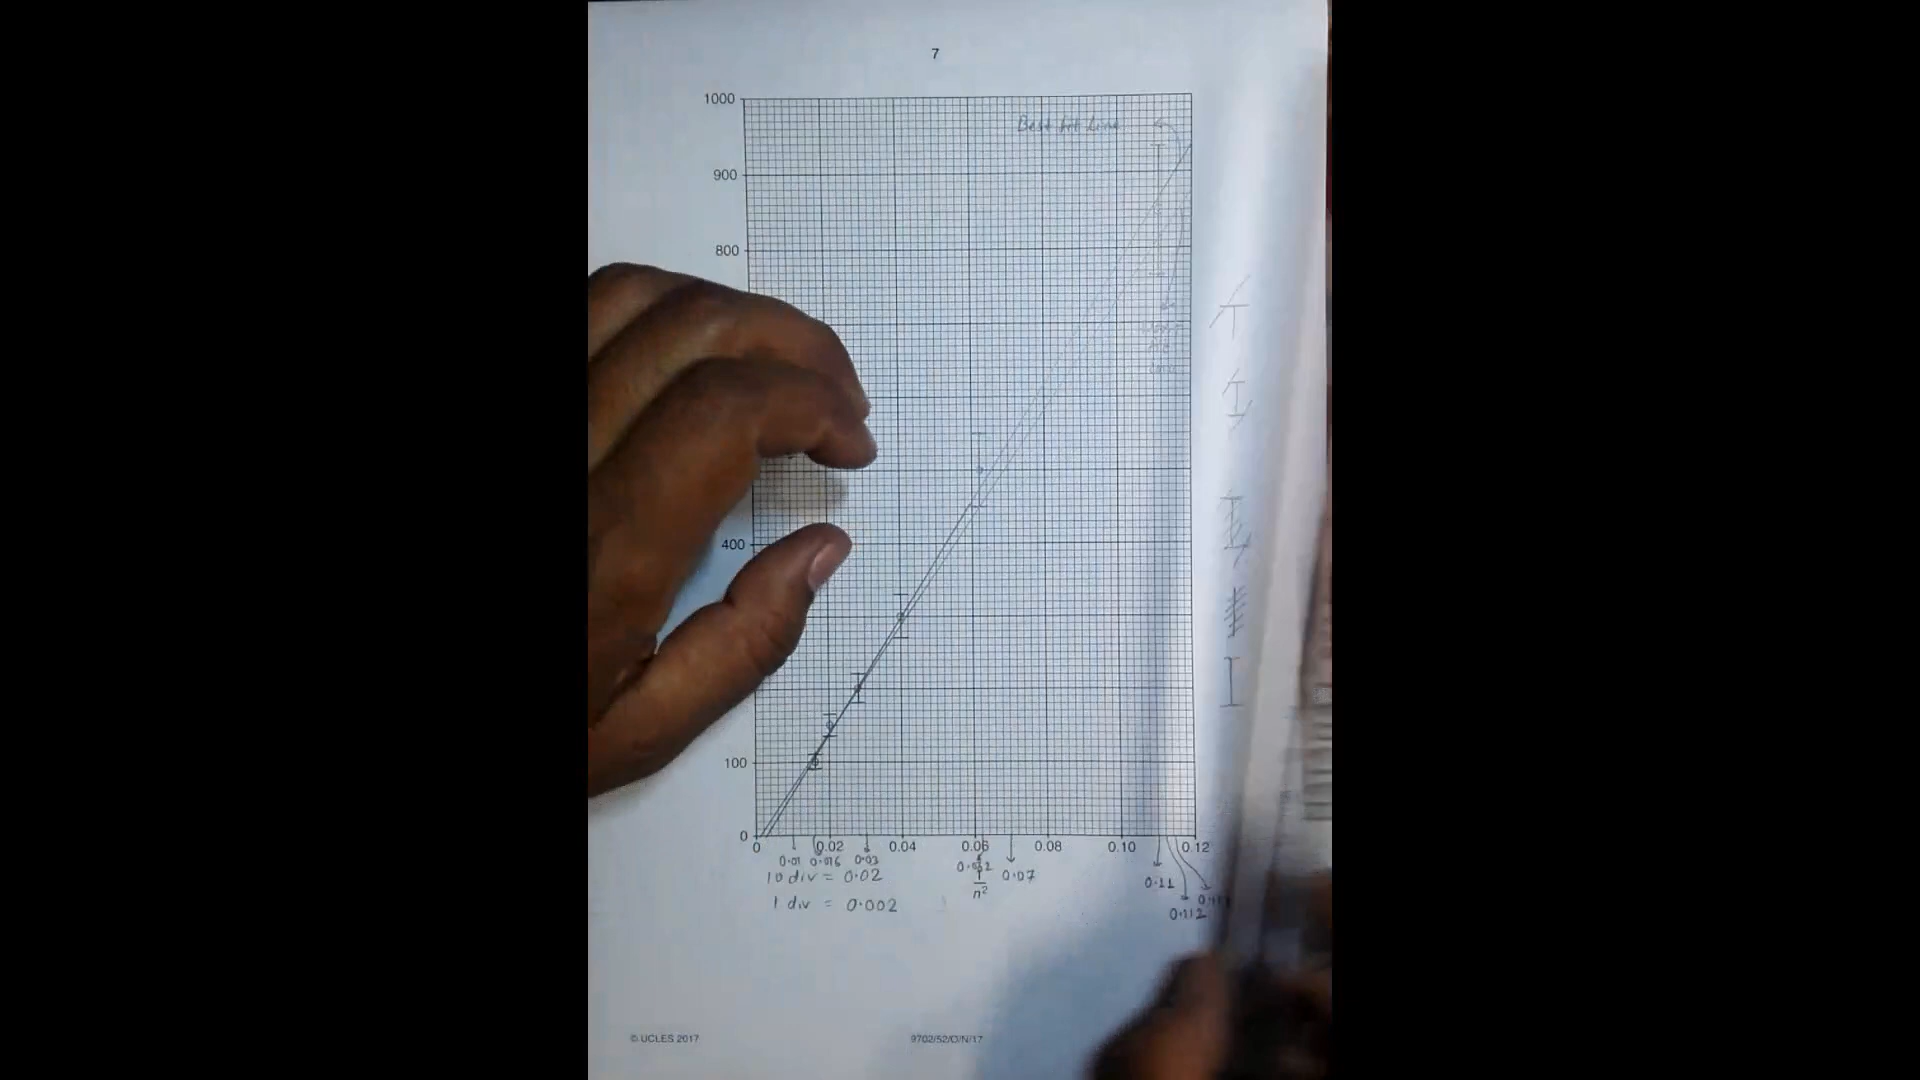 7
1000
Best fit Line
900
800
400
100
0
0 0.02 0.04 0.06 0.08 0.10 0.12
0.01 0.016 0.03
0.062
0.07
0.11
10 div = 0.02
1/n²
1 div = 0.002
0.112
© UCLES 2017
9702/52/O/N/17